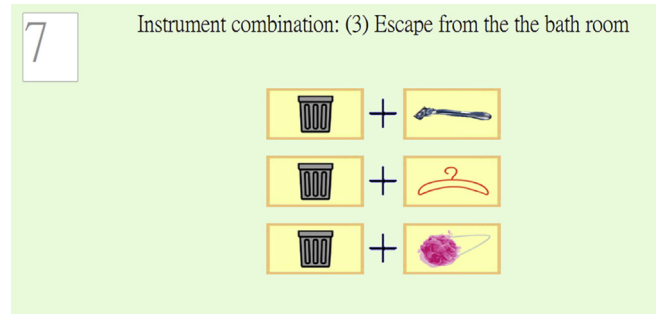 7
Instrument combination: (3) Escape from the the bath room